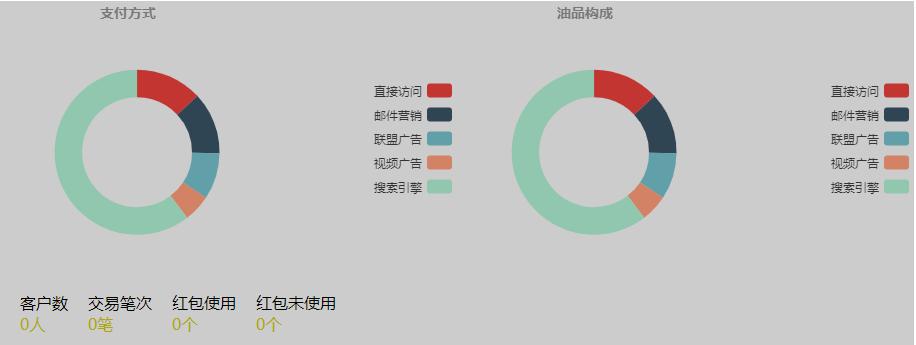 支付方式
油品构成
直接访问
邮件营销
联盟广告
视频广告
搜索引擎
直接访问
邮件营销
联盟广告
视频广告
搜索引擎
客户数 交易笔次 红包使用 红包未使用
0人 0笔 0个 0个